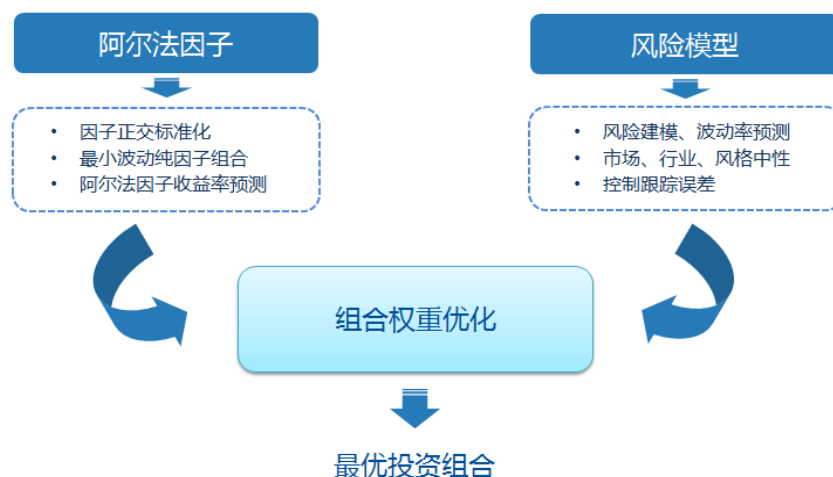 阿尔法因子
• 因子正交标准化
• 最小波动纯因子组合
• 阿尔法因子收益率预测
风险模型
• 风险建模、波动率预测
• 市场、行业、风格中性
• 控制跟踪误差
组合权重优化
最优投资组合